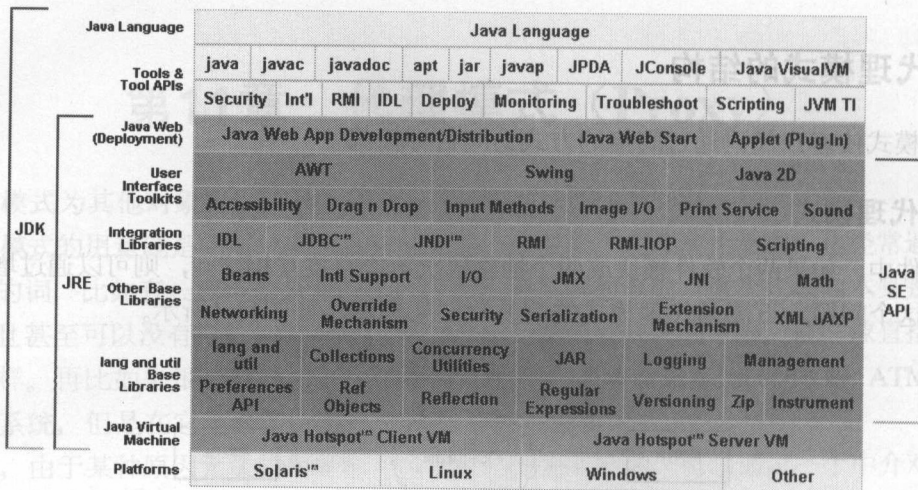 Java Language Java Language
Tools & Tool APIs
java javac javadoc apt jar javap JPDA JConsole Java VisualVM
Security Int'l RMI IDL Deploy Monitoring Troubleshoot Scripting JVM TI
Java Web (Deployment)
Java Web App Development/Distribution Java Web Start Applet (Plug-In)
User Interface Toolkits
AWT Swing Java 2D
Accessibility Drag n Drop Input Methods Image I/O Print Service Sound
Integration Libraries
IDL JDBC™ JNDI™ RMI RMI-IIOP Scripting
Other Base Libraries
Beans Intl Support I/O JMX JNI Math
Networking Override Mechanism Security Serialization Extension Mechanism XML JAXP
lang and util Base Libraries
lang and util Collections Concurrency Utilities JAR Logging Management
Preferences API Ref Objects Reflection Regular Expressions Versioning Zip Instrument
Java Virtual Machine
Java Hotspot™ Client VM Java Hotspot™ Server VM
Platforms Solaris™ Linux Windows Other
JDK
JRE
Java SE API